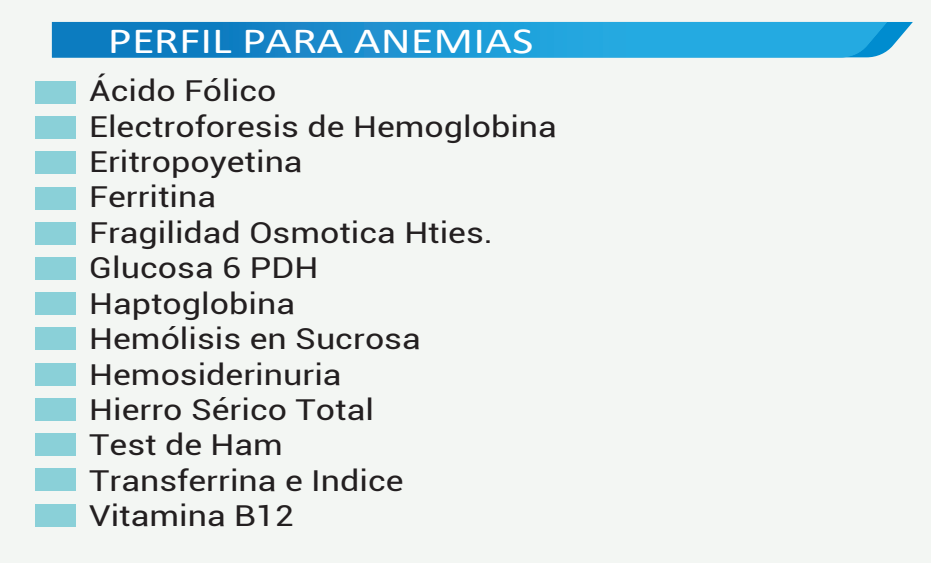 PERFIL PARA ANEMIAS
Ácido Fólico
Electroforesis de Hemoglobina
Eritropoyetina
Ferritina
Fragilidad Osmotica Hties.
Glucosa 6 PDH
Haptoglobina
Hemólisis en Sucrosa
Hemosiderinuria
Hierro Sérico Total
Test de Ham
Transferrina e Indice
Vitamina B12